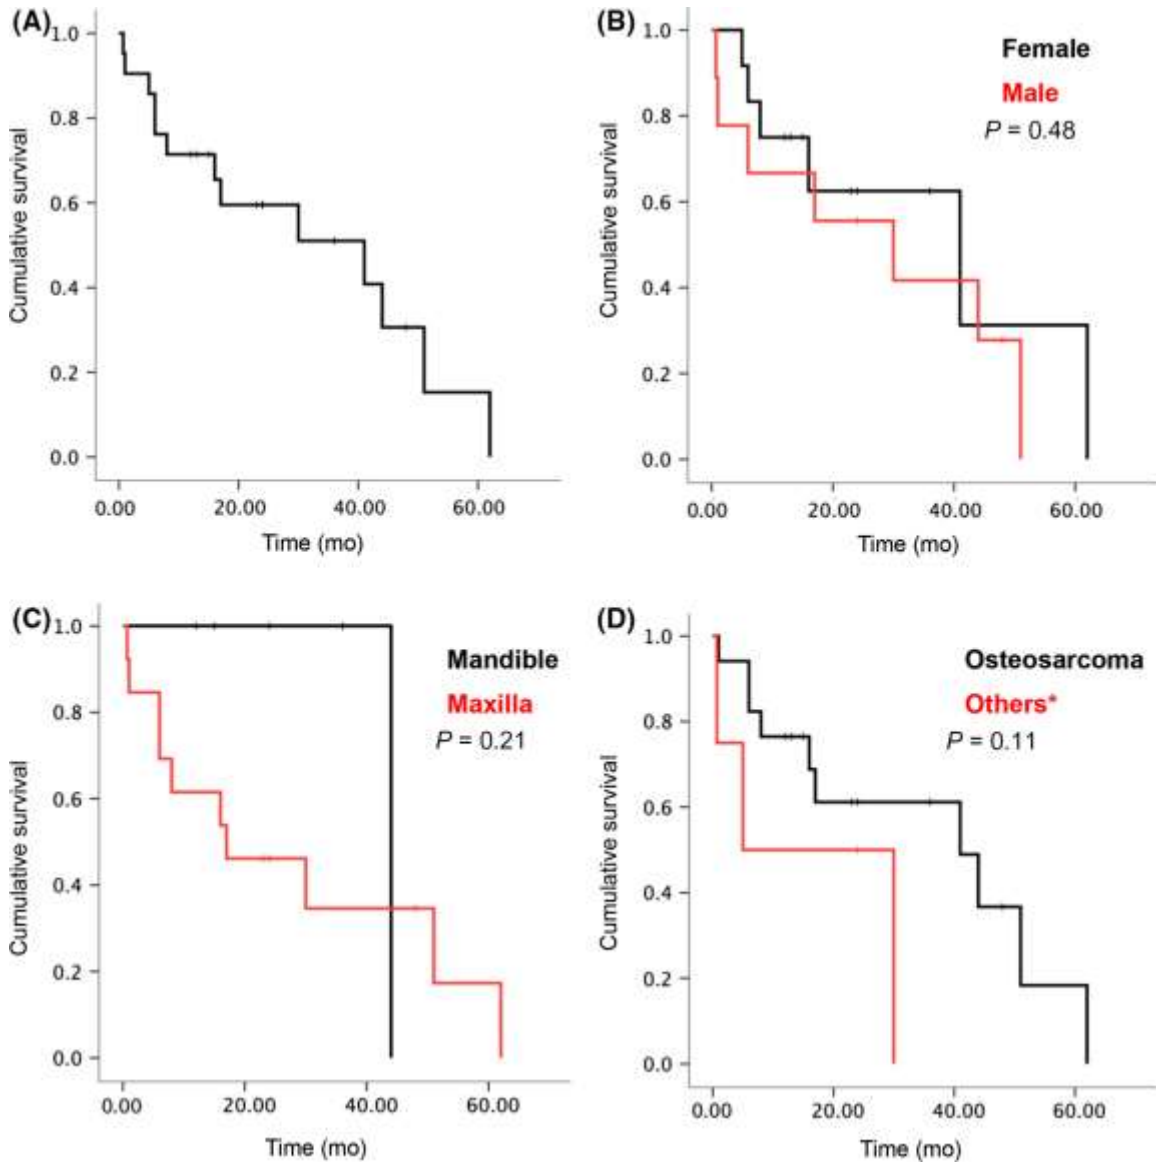 (A)
1.0
0.8
0.6
0.4
0.2
0.0
Cumulative survival
0.00 20.00 40.00 60.00
Time (mo)
(B)
1.0
0.8
0.6
0.4
0.2
0.0
Cumulative survival
Female
Male
P = 0.48
0.00 20.00 40.00 60.00
Time (mo)
(C)
1.0
0.8
0.6
0.4
0.2
0.0
Cumulative survival
Mandible
Maxilla
P = 0.21
0.00 20.00 40.00 60.00
Time (mo)
(D)
1.0
0.8
0.6
0.4
0.2
0.0
Cumulative survival
Osteosarcoma
Others*
P = 0.11
0.00 20.00 40.00 60.00
Time (mo)